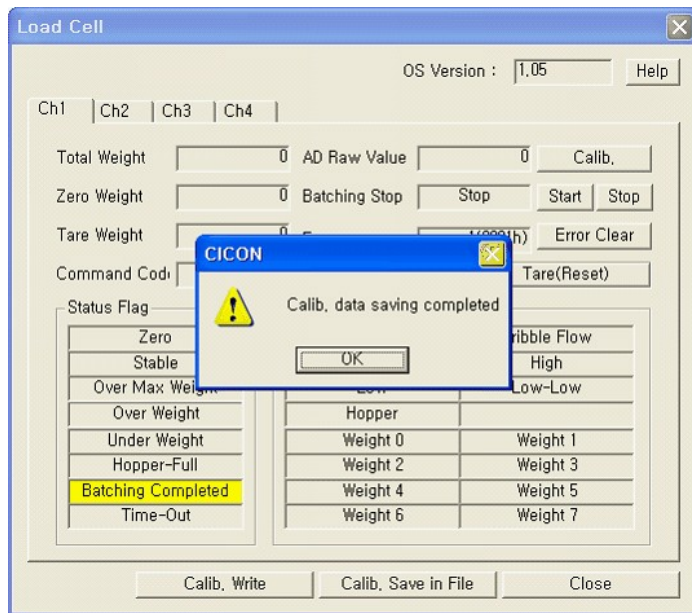 Load Cell
OS Version : 1.05 Help
Ch1 Ch2 Ch3 Ch4
Total Weight 0 AD Raw Value 0 Calib.
Zero Weight 0 Batching Stop Stop Start Stop
Tare Weight Error Clear
CICON
Command Tare(Reset)
Calib, data saving completed
OK
Status Flag
Zero Flow
Stable High
Over Max Low-Low
Over Weight Hopper
Under Weight Weight 0 Weight 1
Hopper-Full Weight 2 Weight 3
Batching Completed Weight 4 Weight 5
Time-Out Weight 6 Weight 7
Calib, Write Calib, Save in File Close